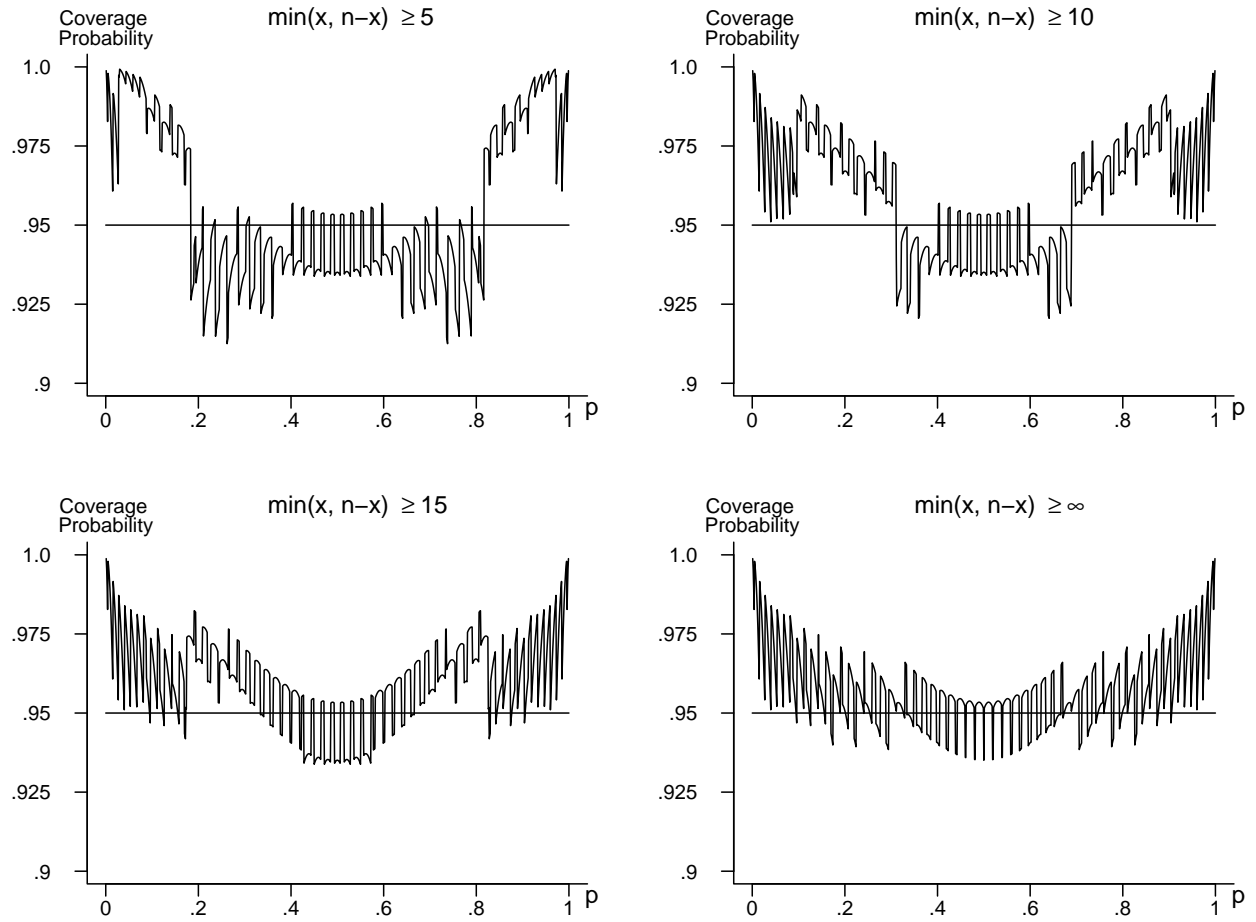 Coverage
Probability
min(x, n−x) ≥ 5
1.0
.975
.95
.925
.9
0 .2 .4 .6 .8 1 p
Coverage
Probability
min(x, n−x) ≥ 10
1.0
.975
.95
.925
.9
0 .2 .4 .6 .8 1 p
Coverage
Probability
min(x, n−x) ≥ 15
1.0
.975
.95
.925
.9
0 .2 .4 .6 .8 1 p
Coverage
Probability
min(x, n−x) ≥ ∞
1.0
.975
.95
.925
.9
0 .2 .4 .6 .8 1 p